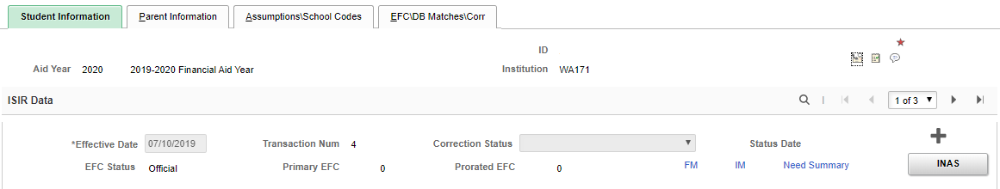 Student Information Parent Information Assumptions\School Codes EFC\DB Matches\Corr
ID
Aid Year 2020 2019-2020 Financial Aid Year Institution WA171
ISIR Data 1 of 3
*Effective Date 07/10/2019 Transaction Num 4 Correction Status Status Date
EFC Status Official Primary EFC 0 Prorated EFC 0 FM IM Need Summary INAS